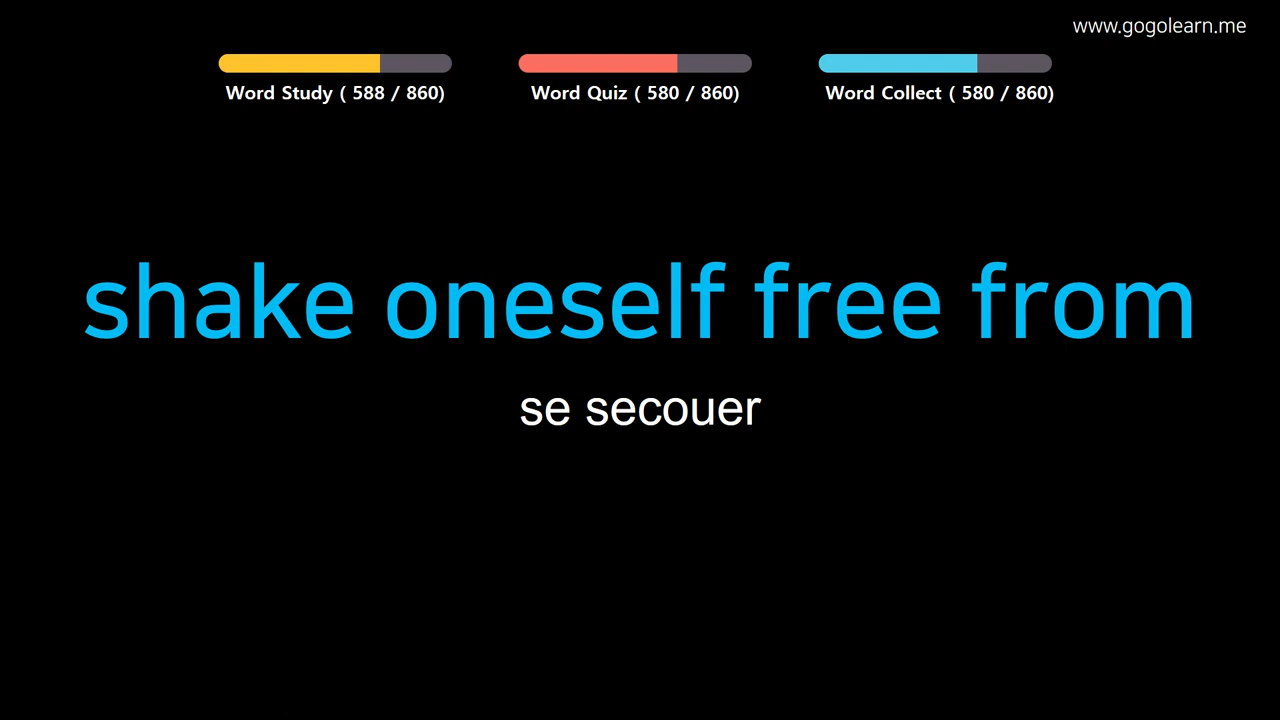 www.gogolearn.me
Word Study ( 588 / 860)
Word Quiz ( 580 / 860)
Word Collect ( 580 / 860)
shake oneself free from
se secouer